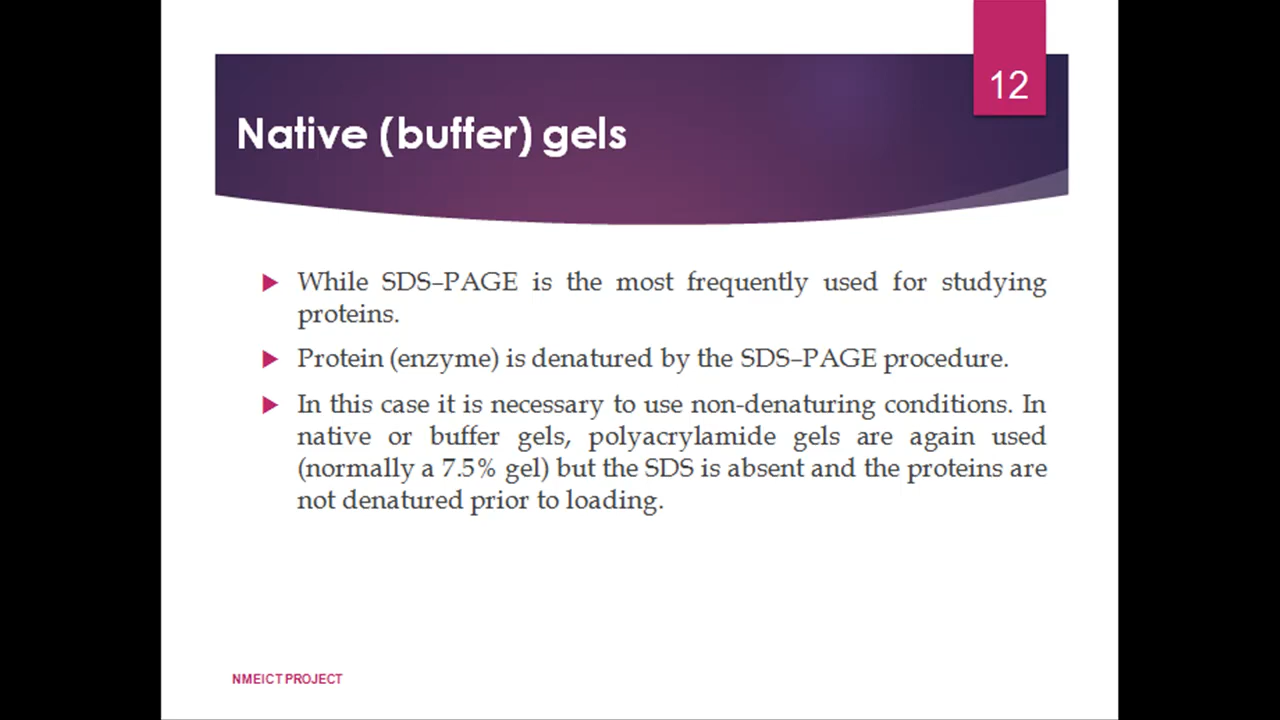 12
Native (buffer) gels
While SDS–PAGE is the most frequently used for studying
proteins.
Protein (enzyme) is denatured by the SDS–PAGE procedure.
In this case it is necessary to use non-denaturing conditions. In
native or buffer gels, polyacrylamide gels are again used
(normally a 7.5% gel) but the SDS is absent and the proteins are
not denatured prior to loading.
NMEICT PROJECT